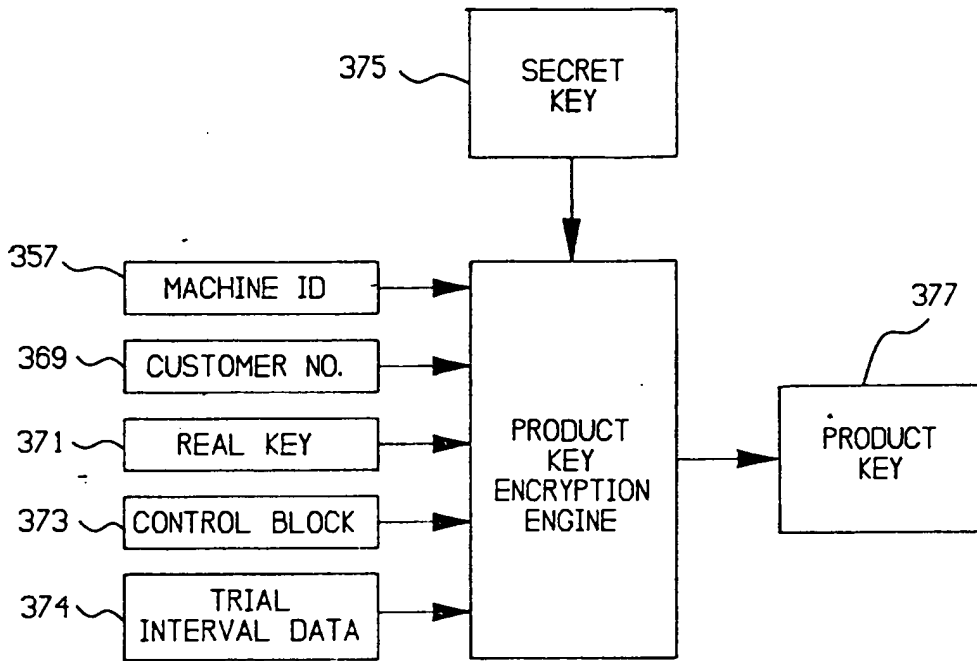 375
SECRET
KEY
357
MACHINE ID
369
CUSTOMER NO.
371
REAL KEY
373
CONTROL BLOCK
374
TRIAL
INTERVAL DATA
PRODUCT
KEY
ENCRYPTION
ENGINE
377
PRODUCT
KEY